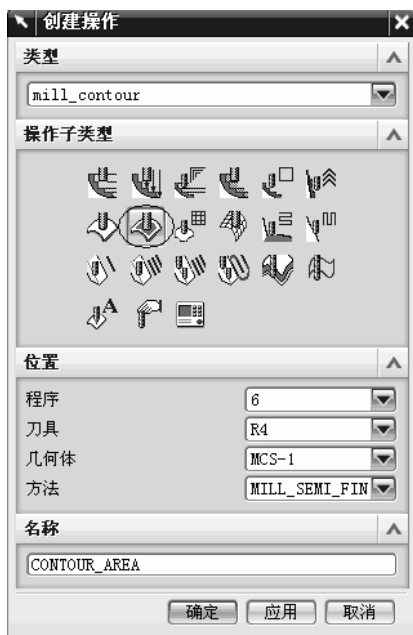 创建操作
类型
mill_contour
操作子类型
A
位置
程序 6
刀具 R4
几何体 MCS-1
方法 MILL_SEMI_FIN
名称
CONTOUR_AREA
确定 应用 取消